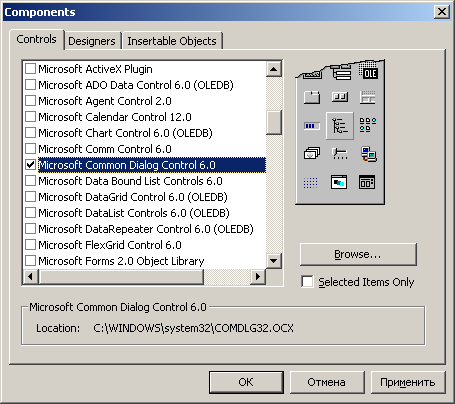 Components
Controls
Designers
Insertable Objects
Microsoft ActiveX Plugin
Microsoft ADO Data Control 6.0 (OLEDB)
Microsoft Agent Control 2.0
Microsoft Calendar Control 12.0
Microsoft Chart Control 6.0 (OLEDB)
Microsoft Comm Control 6.0
Microsoft Common Dialog Control 6.0
Microsoft Data Bound List Controls 6.0
Microsoft DataGrid Control 6.0 (OLEDB)
Microsoft DataList Controls 6.0 (OLEDB)
Microsoft DataRepeater Control 6.0 (OLEDB)
Microsoft FlexGrid Control 6.0
Microsoft Forms 2.0 Object Library
OLE
Browse...
Selected Items Only
Microsoft Common Dialog Control 6.0
Location: C:\WINDOWS\system32\COMDLG32.OCX
OK
Отмена
Применить